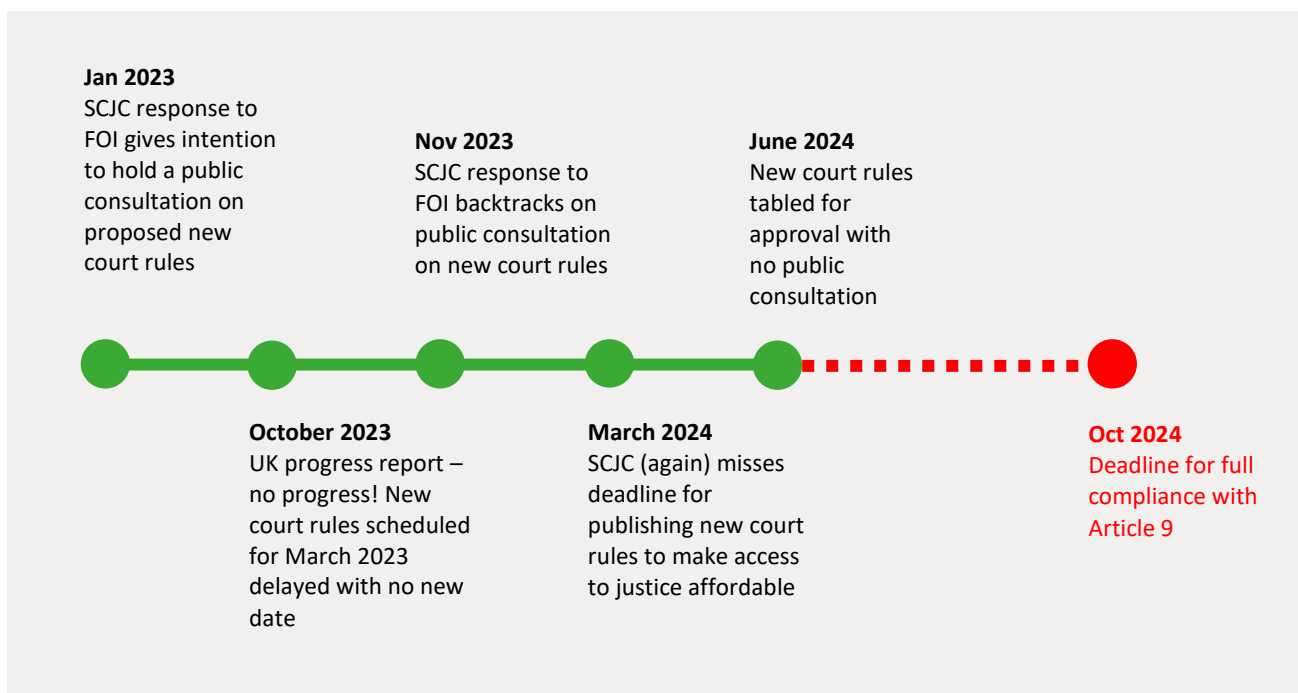 Jan 2023
SCJC response to
FOI gives intention
to hold a public
consultation on
proposed new
court rules
Nov 2023
SCJC response to
FOI backtracks on
public consultation
on new court rules
June 2024
New court rules
tabled for
approval with
no public
consultation
October 2023
UK progress report –
no progress! New
court rules scheduled
for March 2023
delayed with no new
date
March 2024
SCJC (again) misses
deadline for
publishing new court
rules to make access
to justice affordable
Oct 2024
Deadline for full
compliance with
Article 9